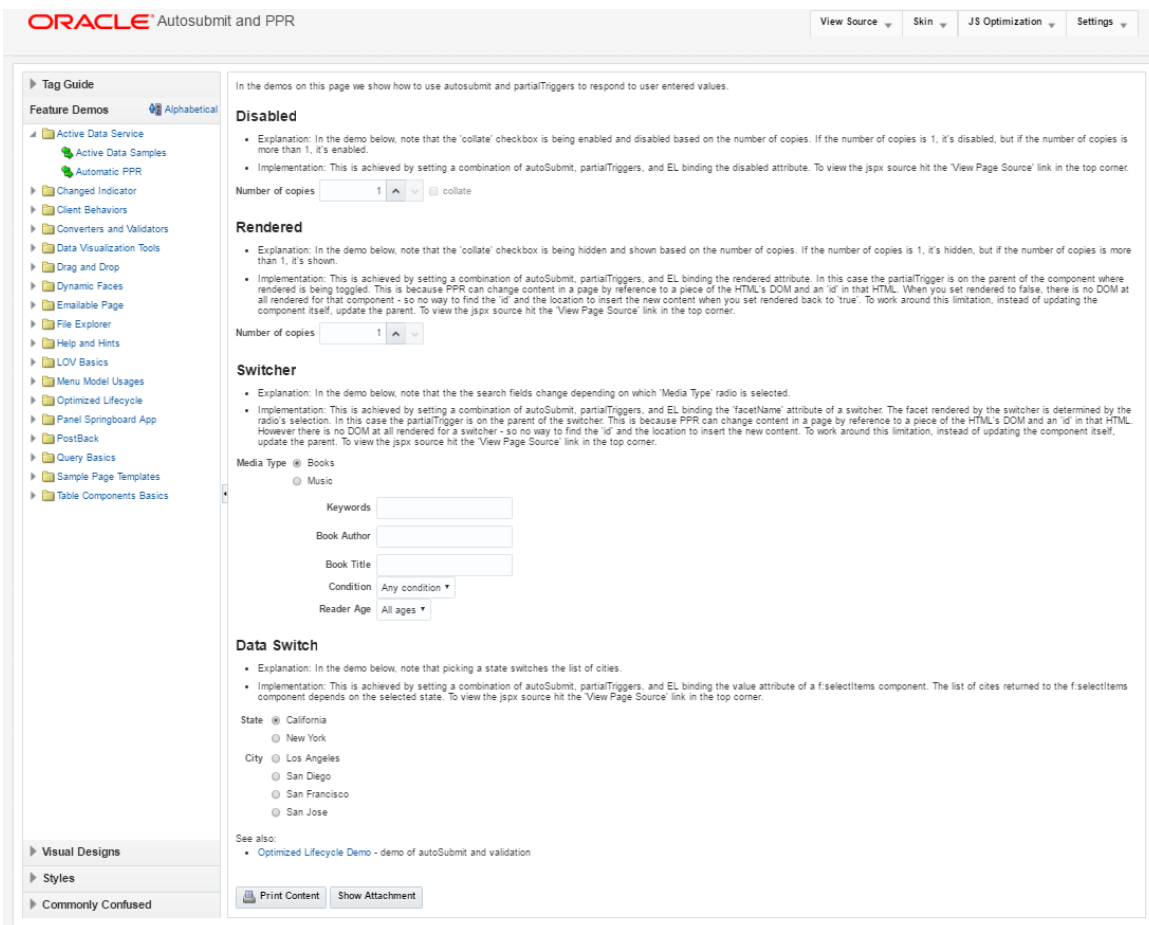 ORACLE Autosubmit and PPR
View Source Skin JS Optimization Settings
Tag Guide
Feature Demos Alphabetical
Active Data Service
Active Data Samples
Automatic PPR
Changed Indicator
Client Behaviors
Converters and Validators
Data Visualization Tools
Drag and Drop
Dynamic Faces
Emailable Page
File Explorer
Help and Hints
LOV Basics
Menu Model Usages
Optimized Lifecycle
Panel Springboard App
PostBack
Query Basics
Sample Page Templates
Table Components Basics
Visual Designs
Styles
Commonly Confused
In the demos on this page we show how to use autosubmit and partialTriggers to respond to user entered values.
Disabled
• Explanation: In the demo below, note that the 'collate' checkbox is being enabled and disabled based on the number of copies. If the number of copies is 1, it's disabled, but if the number of copies is
more than 1, it's enabled.
• Implementation: This is achieved by setting a combination of autoSubmit, partialTriggers, and EL binding the disabled attribute. To view the jspx source hit the 'View Page Source' link in the top corner.
Number of copies 1 collate
Rendered
• Explanation: In the demo below, note that the 'collate' checkbox is being hidden and shown based on the number of copies. If the number of copies is 1, it's hidden, but if the number of copies is more
than 1, it's shown.
• Implementation: This is achieved by setting a combination of autoSubmit, partialTriggers, and EL binding the rendered attribute. In this case the partialTrigger is on the parent of the component where
rendered is being toggled. This is because PPR can change content in a page by reference to a piece of the HTML's DOM and an 'id' in that HTML. When you set rendered to false, there is no DOM at
all rendered for that component - so no way to find the 'id' and the location to insert the new content when you set rendered back to 'true'. To work around this limitation, instead of updating the
component itself, update the parent. To view the jspx source hit the 'View Page Source' link in the top corner.
Number of copies 1
Switcher
• Explanation: In the demo below, note that the the search fields change depending on which 'Media Type' radio is selected.
• Implementation: This is achieved by setting a combination of autoSubmit, partialTriggers, and EL binding the 'facetName' attribute of a switcher. The facet rendered by the switcher is determined by the
radio's selection. In this case the partialTrigger is on the parent of the switcher. This is because PPR can change content in a page by reference to a piece of the HTML's DOM and an 'id' in that HTML.
However there is no DOM at all rendered for a switcher - so no way to find the 'id' and the location to insert the new content. To work around this limitation, instead of updating the component itself,
update the parent. To view the jspx source hit the 'View Page Source' link in the top corner.
Media Type Books
Music
Keywords
Book Author
Book Title
Condition Any condition
Reader Age All ages
Data Switch
• Explanation: In the demo below, note that picking a state switches the list of cities.
• Implementation: This is achieved by setting a combination of autoSubmit, partialTriggers, and EL binding the value attribute of a f:selectItems component. The list of cites returned to the f:selectItems
component depends on the selected state. To view the jspx source hit the 'View Page Source' link in the top corner.
State California
New York
City Los Angeles
San Diego
San Francisco
San Jose
See also:
• Optimized Lifecycle Demo - demo of autoSubmit and validation
Print Content Show Attachment